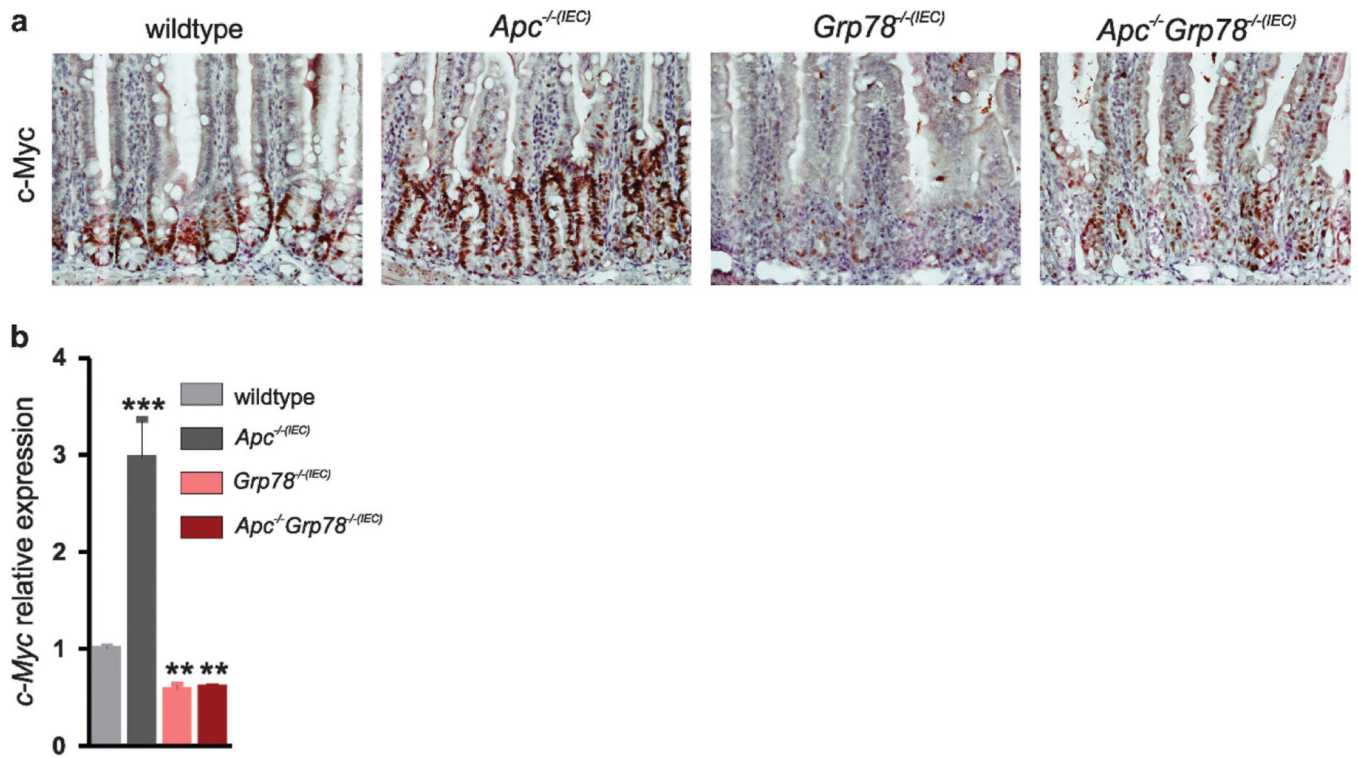 a
wildtype
Apc-/-(IEC)
Grp78-/-(IEC)
Apc-/-Grp78-/-(IEC)
c-Myc
b
c-Myc relative expression
4
3
2
1
0
***
** **
wildtype
Apc-/-(IEC)
Grp78-/-(IEC)
Apc-/-Grp78-/-(IEC)